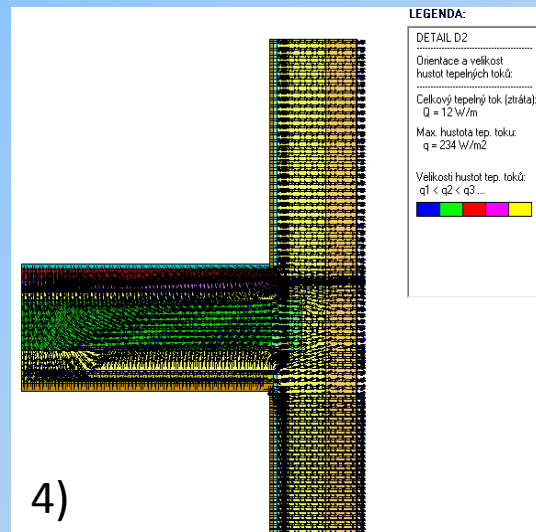 LEGENDA:
DETAIL D2
Orientace a velikost
hustot tepelných toků:
Celkový tepelný tok (ztráta):
Q = 12 W/m
Max. hustota tep. toku:
q = 234 W/m2
Velikosti hustot tep. toků:
q1 < q2 < q3 ...
4)